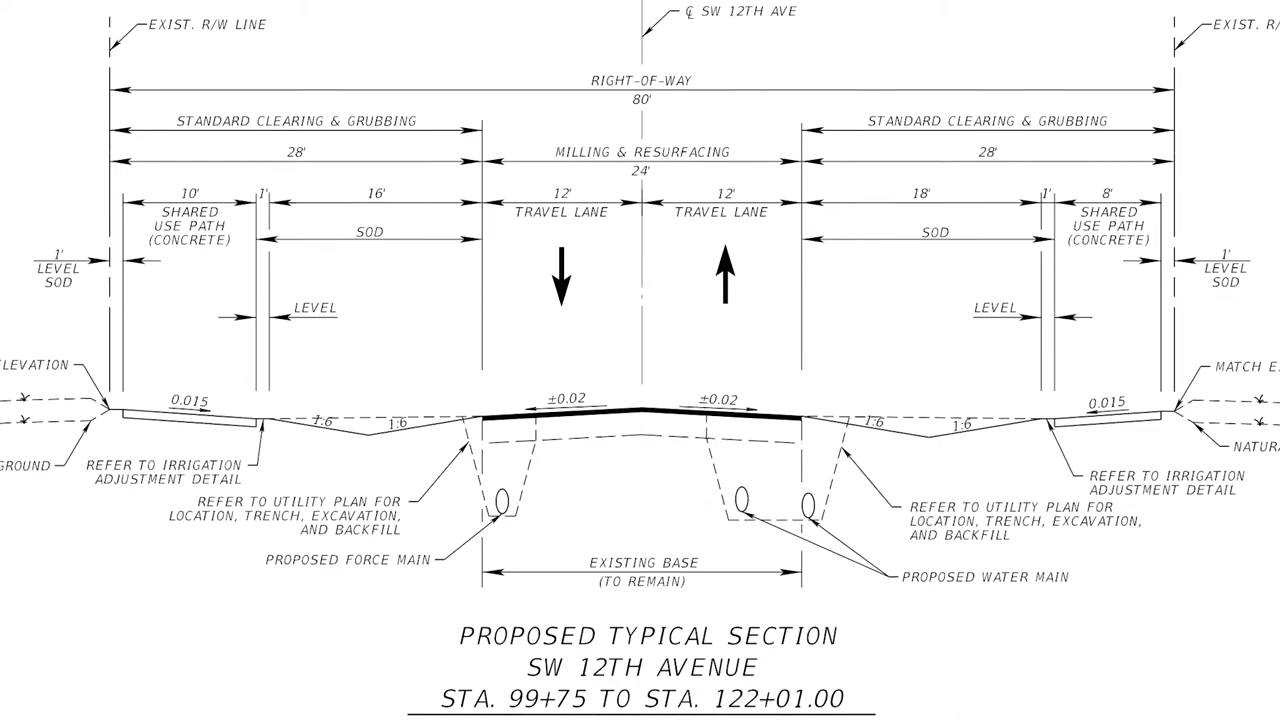 EXIST. R/W LINE
℄ SW 12TH AVE
EXIST. R/
RIGHT-OF-WAY
80'
STANDARD CLEARING & GRUBBING
STANDARD CLEARING & GRUBBING
28'
MILLING & RESURFACING
28'
24'
10'
1'
16'
12'
12'
18'
1'
8'
SHARED
USE PATH
(CONCRETE)
TRAVEL LANE
TRAVEL LANE
SHARED
USE PATH
(CONCRETE)
SOD
SOD
1'
LEVEL
SOD
1'
LEVEL
SOD
LEVEL
LEVEL
ELEVATION
MATCH E
0.015
±0.02
±0.02
0.015
1:6
1:6
1:6
1:6
GROUND
REFER TO IRRIGATION
ADJUSTMENT DETAIL
NATURA
REFER TO IRRIGATION
ADJUSTMENT DETAIL
REFER TO UTILITY PLAN FOR
LOCATION, TRENCH, EXCAVATION,
AND BACKFILL
REFER TO UTILITY PLAN FOR
LOCATION, TRENCH, EXCAVATION,
AND BACKFILL
PROPOSED FORCE MAIN
EXISTING BASE
(TO REMAIN)
PROPOSED WATER MAIN
PROPOSED TYPICAL SECTION
SW 12TH AVENUE
STA. 99+75 TO STA. 122+01.00